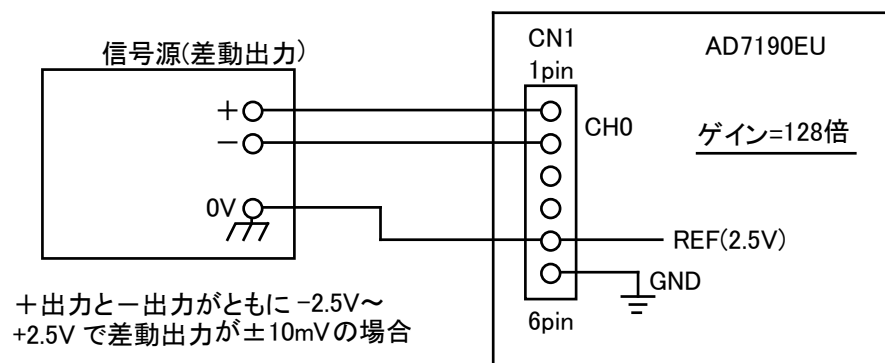 信号源(差動出力)
CN1
1pin
AD7190EU
+
CH0
ゲイン=128倍
−
0V
REF(2.5V)
GND
6pin
+出力と−出力がともに −2.5V~
+2.5V で差動出力が±10mVの場合